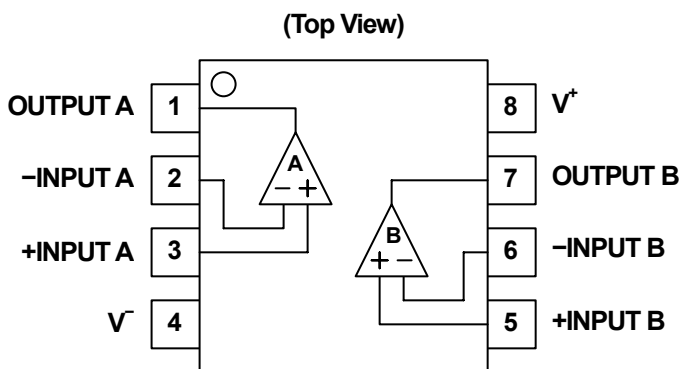 (Top View)
OUTPUT A 1
8 V⁺
−INPUT A 2
A
− +
7 OUTPUT B
+INPUT A 3
B
+ −
6 −INPUT B
V⁻ 4
5 +INPUT B